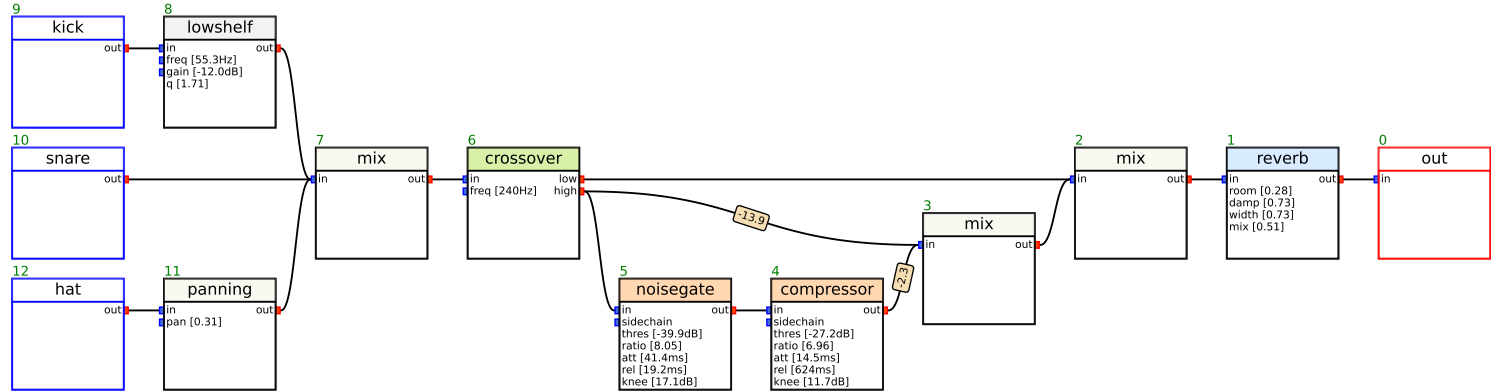 9
kick
out
8
lowshelf
in out
freq [55.3Hz]
gain [-12.0dB]
q [1.71]
10
snare
out
7
mix
in out
6
crossover
in low
freq [240Hz] high
-13.9
2
mix
in out
1
reverb
in out
room [0.28]
damp [0.73]
width [0.73]
mix [0.51]
0
out
in
3
mix
in out
-2.3
12
hat
out
11
panning
in out
pan [0.31]
5
noisegate
in out
sidechain
thres [-39.9dB]
ratio [8.05]
att [41.4ms]
rel [19.2ms]
knee [17.1dB]
4
compressor
in out
sidechain
thres [-27.2dB]
ratio [6.96]
att [14.5ms]
rel [624ms]
knee [11.7dB]